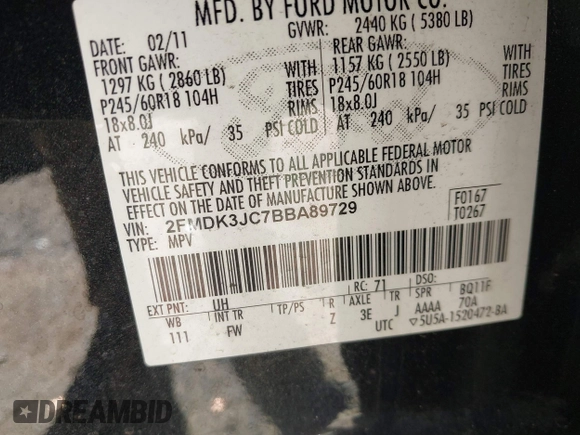 MFD. BY FORD MOTOR CO.
DATE: 02/11 GVWR: 2440 KG ( 5380 LB)
FRONT GAWR: REAR GAWR:
1297 KG ( 2860 LB) WITH 1157 KG ( 2550 LB) WITH
P245/60R18 104H TIRES P245/60R18 104H TIRES
18x8.0J RIMS 18x8.0J RIMS
AT 240 kPa/ 35 PSI COLD AT 240 kPa/ 35 PSI COLD
THIS VEHICLE CONFORMS TO ALL APPLICABLE FEDERAL MOTOR
VEHICLE SAFETY AND THEFT PREVENTION STANDARDS IN
EFFECT ON THE DATE OF MANUFACTURE SHOWN ABOVE.
VIN: 2FMDK3JC7BBA89729 F0167
TYPE: MPV T0267
EXT PNT: UH RC: 71 DSO:
WB INT TR TP/PS R AXLE TR SPR BQ11F
111 FW Z 3E J AAAA 70A
UTC ▽5U5A-1520472-BA
DREAMBID